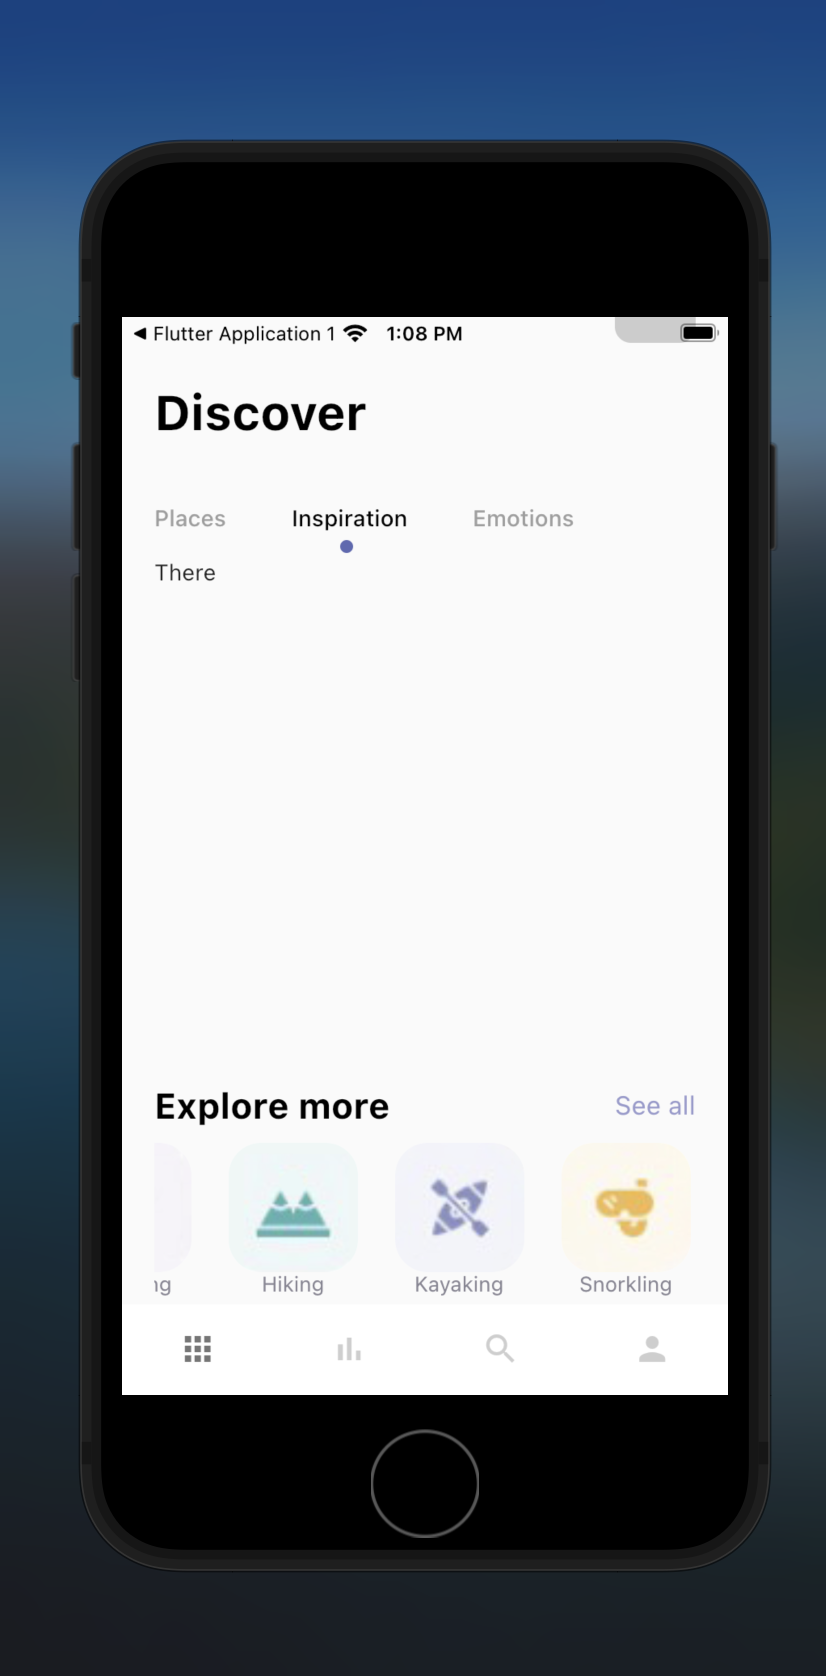 ◀ Flutter Application 1 1:08 PM
Discover
Places Inspiration Emotions
There
Explore more See all
ng Hiking Kayaking Snorkling